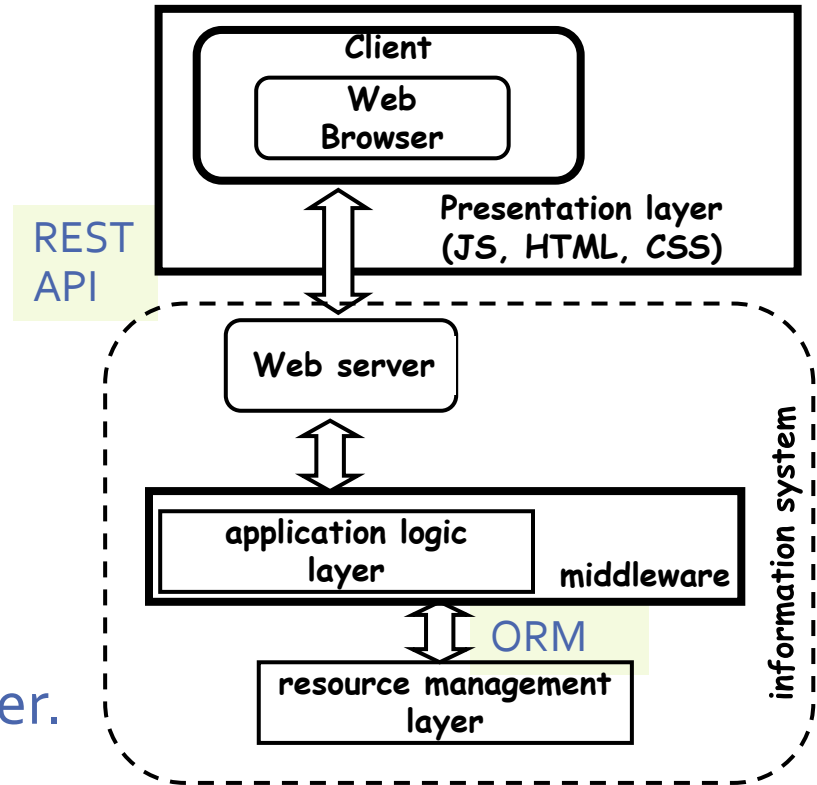 Client
Web
Browser
Presentation layer
(JS, HTML, CSS)
REST
API
Web server
information system
application logic
layer
middleware
ORM
resource management
layer
er.